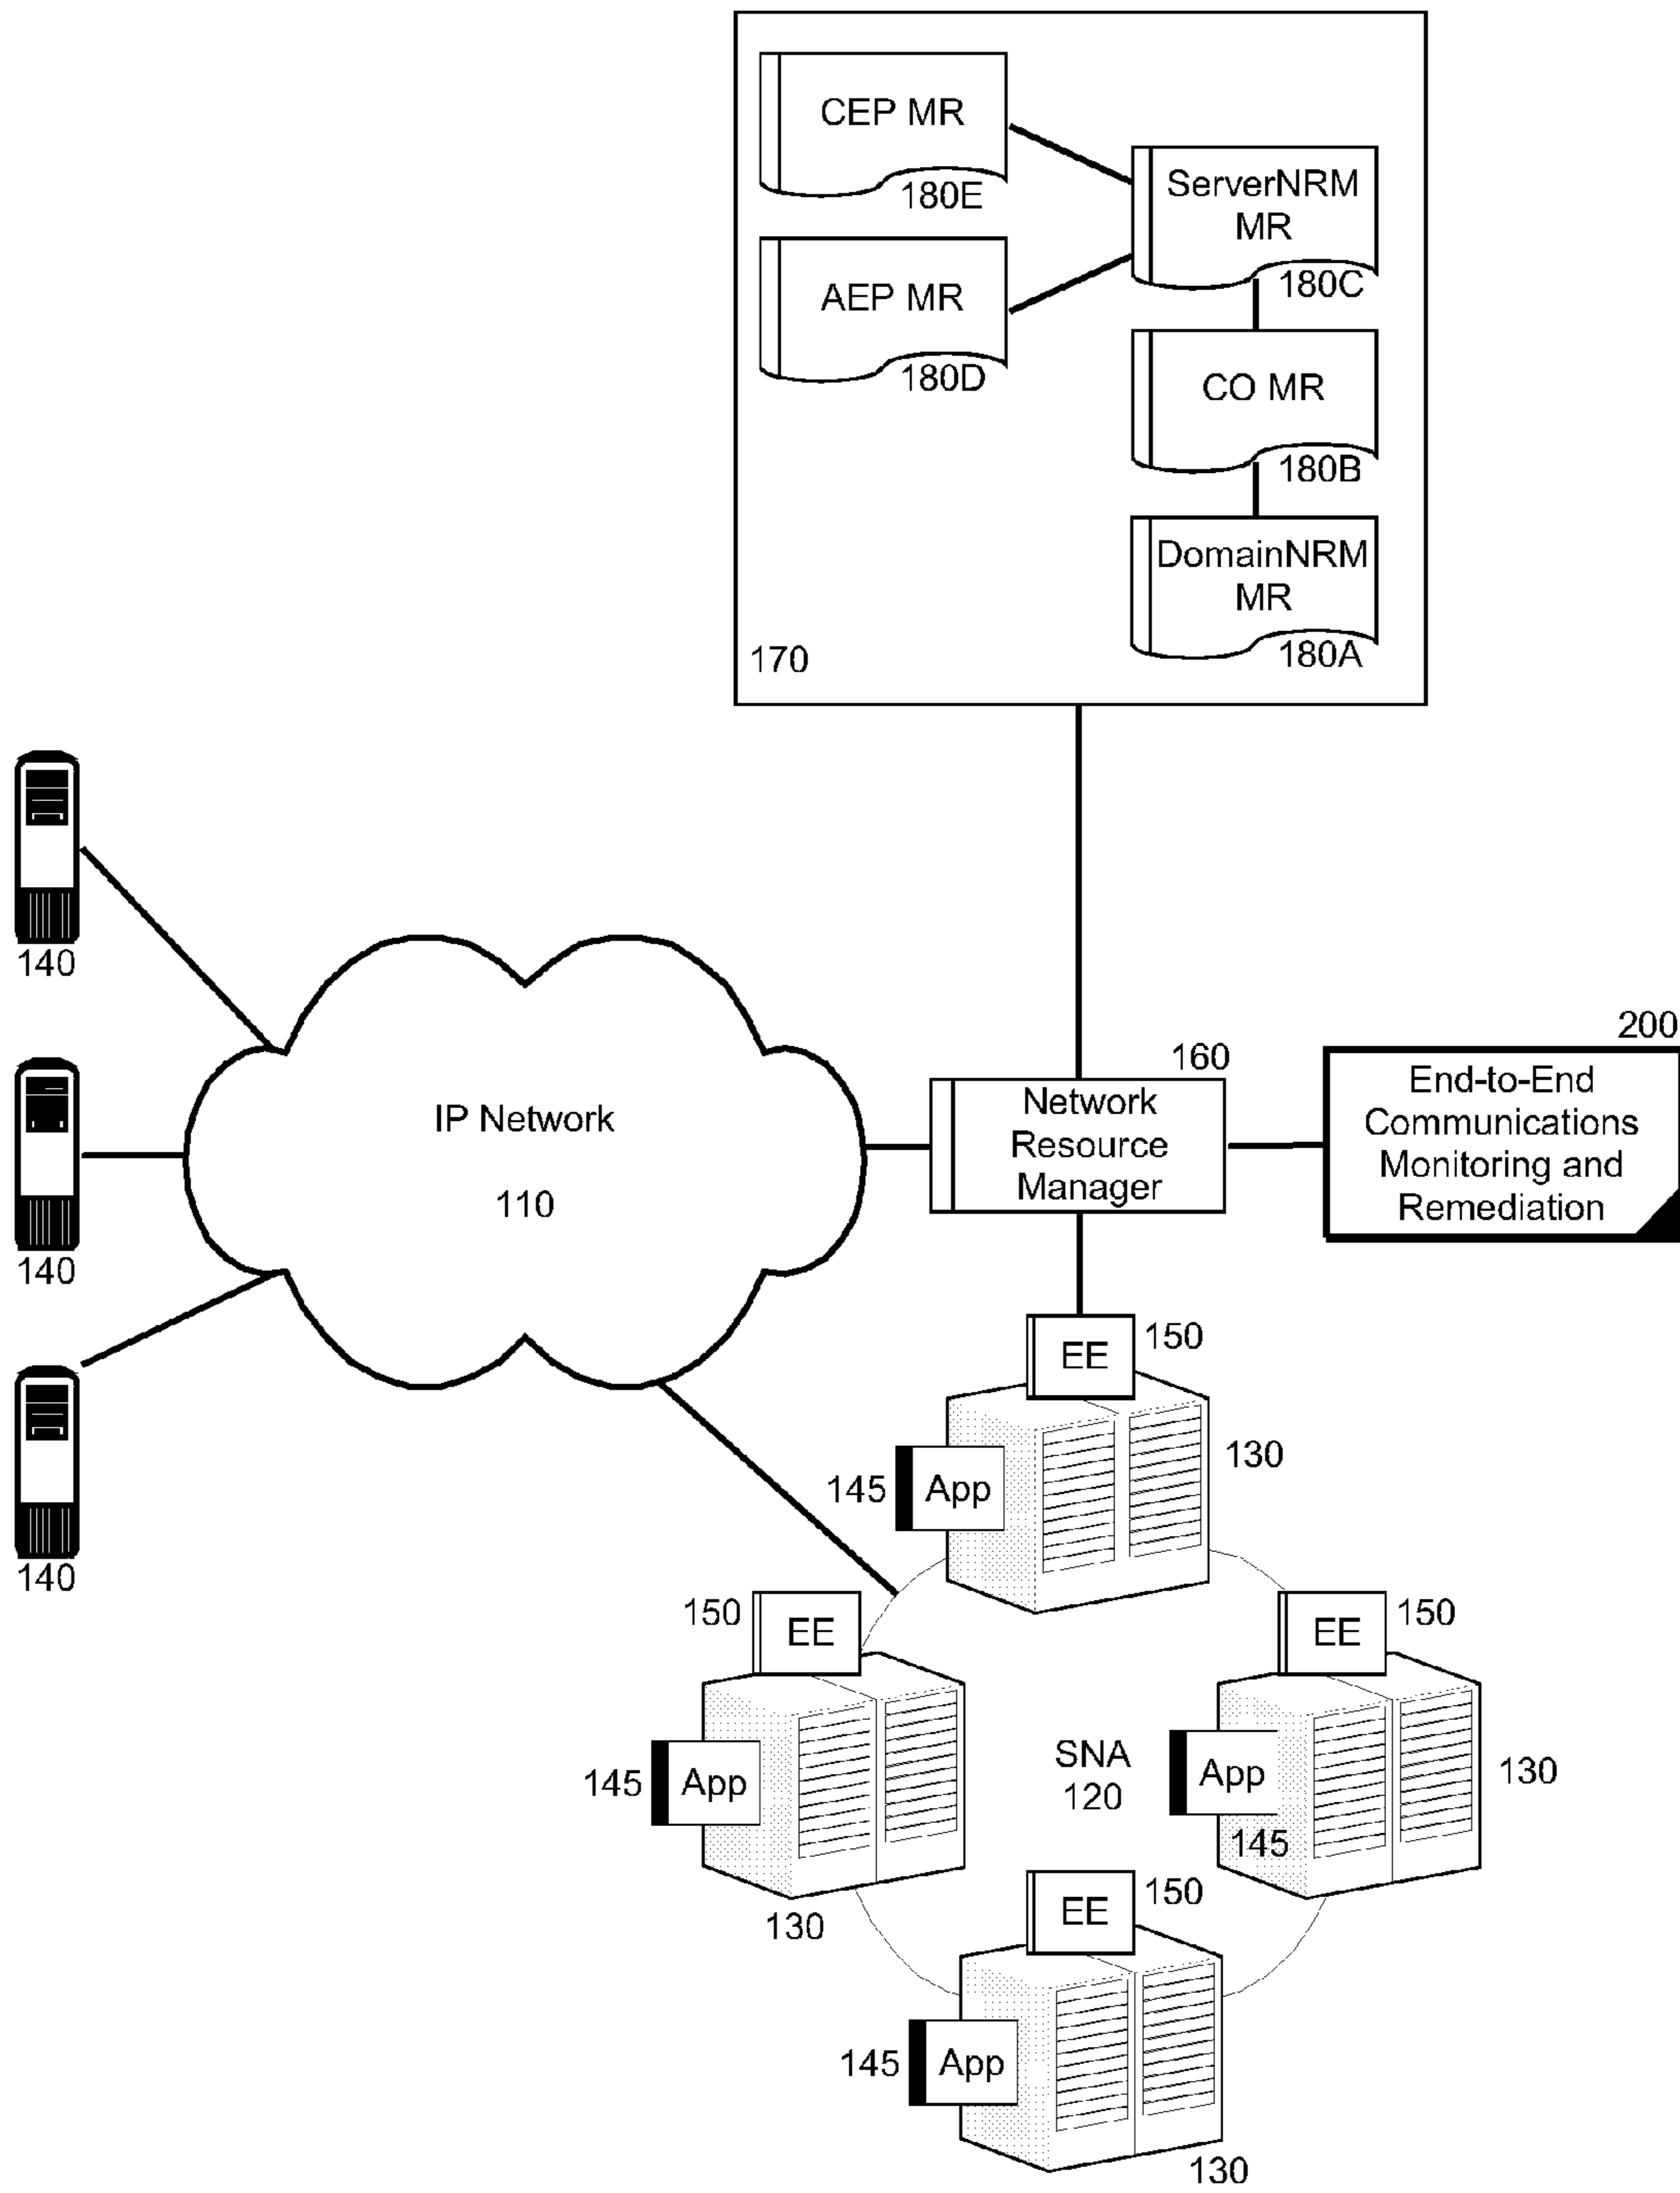 CEP MR
180E
ServerNRM
MR
180C
AEP MR
180D
CO MR
180B
DomainNRM
MR
180A
170
140
200
160
End-to-End
Communications
Monitoring and
Remediation
Network
Resource
Manager
IP Network
110
140
EE
150
130
145
App
140
150
EE
EE
150
145
App
SNA
120
App
130
145
130
EE
150
145
App
130